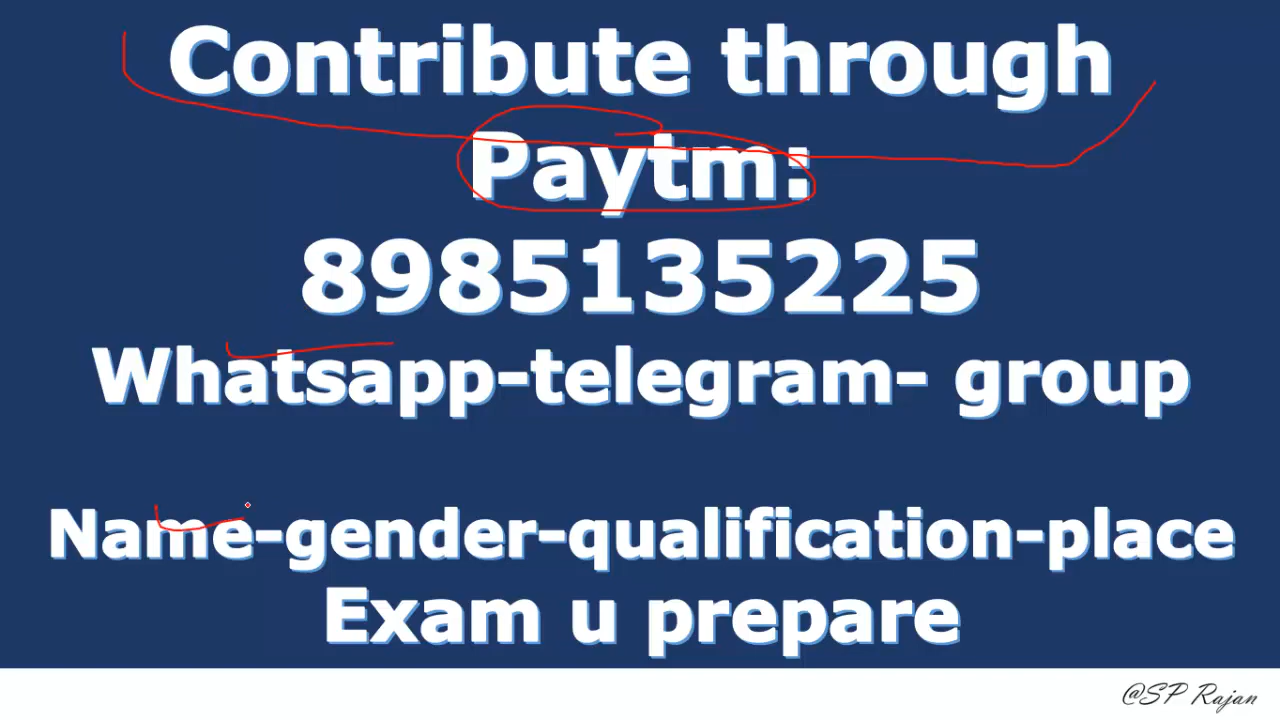 Contribute through
Paytm:
8985135225
Whatsapp-telegram- group
Name-gender-qualification-place
Exam u prepare
@SP Rajan